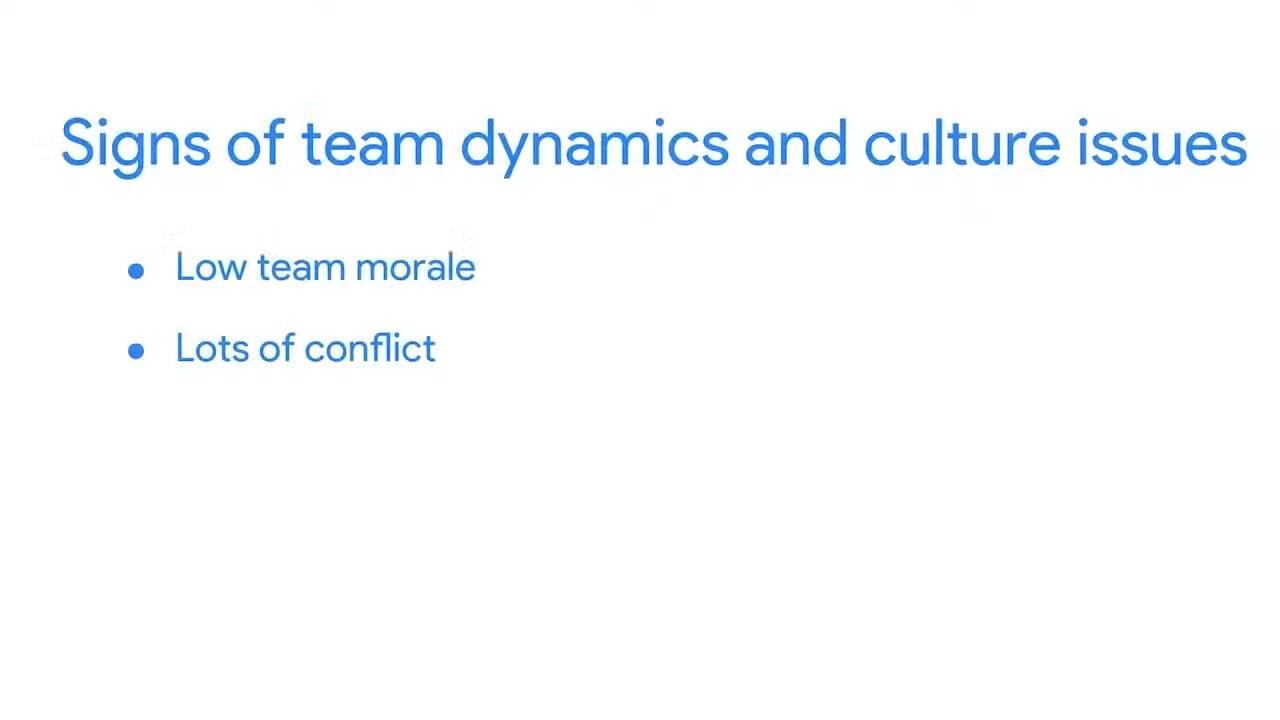 Signs of team dynamics and culture issues
Low team morale
Lots of conflict